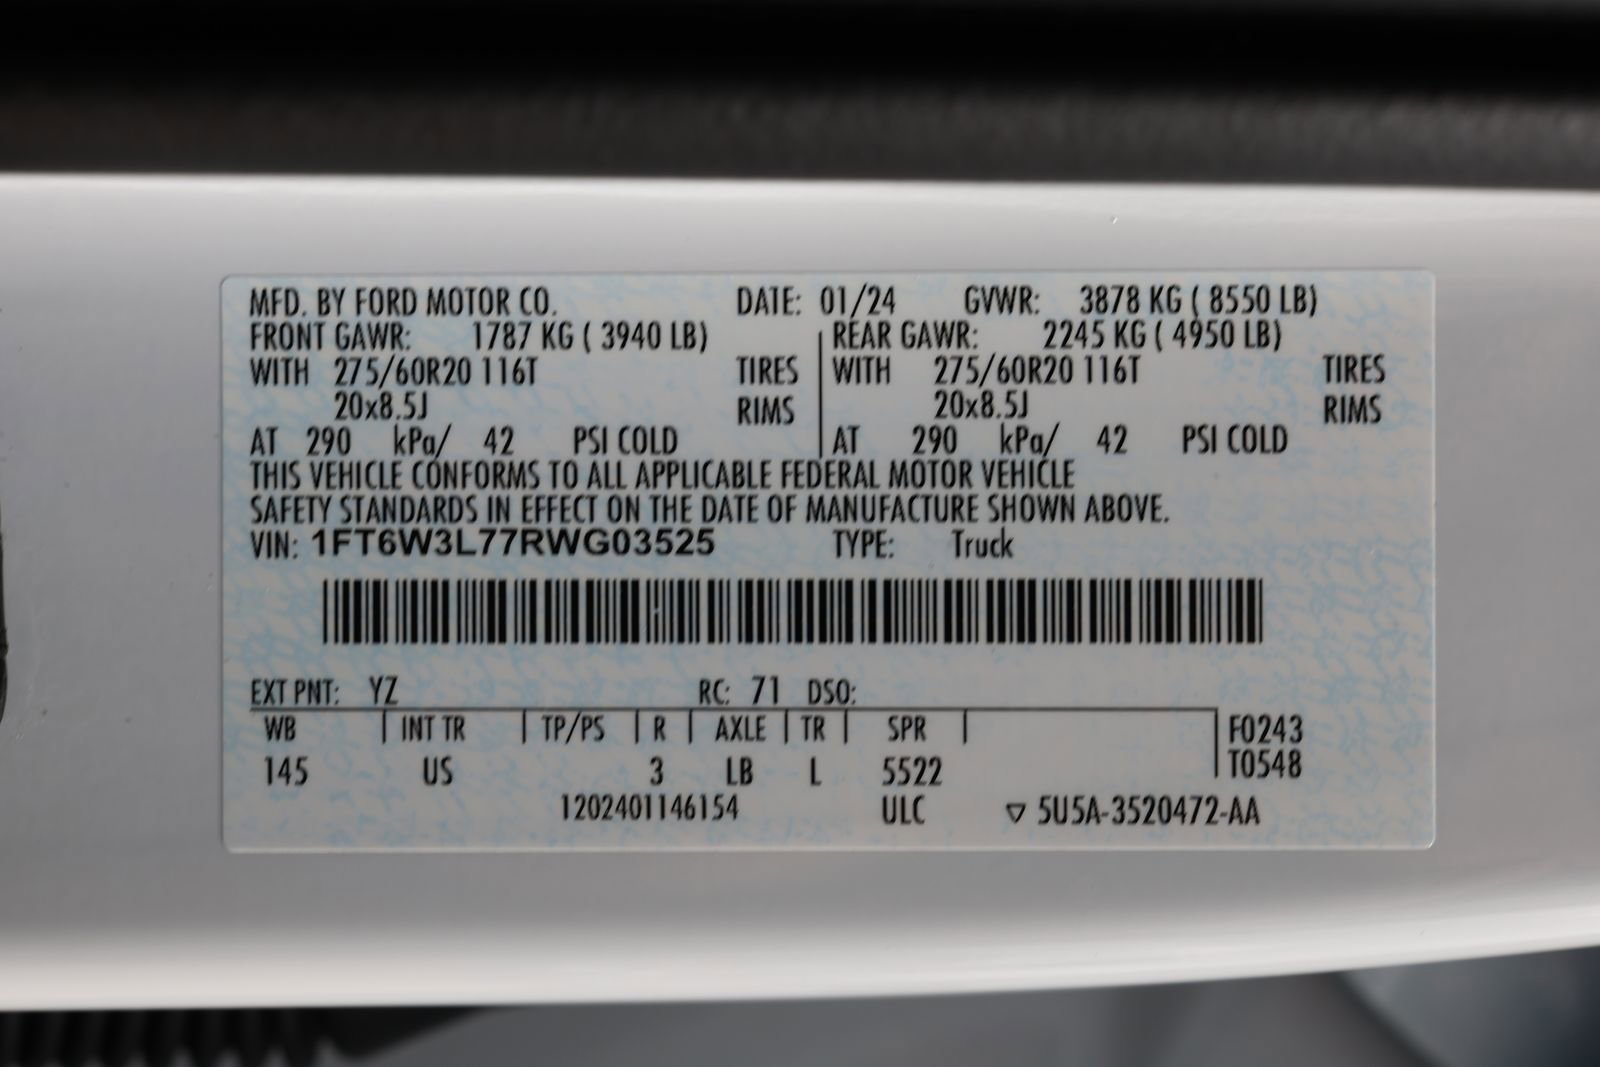 MFD. BY FORD MOTOR CO. DATE: 01/24 GVWR: 3878 KG ( 8550 LB)
FRONT GAWR: 1787 KG ( 3940 LB) REAR GAWR: 2245 KG ( 4950 LB)
WITH 275/60R20 116T TIRES WITH 275/60R20 116T TIRES
20x8.5J RIMS 20x8.5J RIMS
AT 290 kPa/ 42 PSI COLD AT 290 kPa/ 42 PSI COLD
THIS VEHICLE CONFORMS TO ALL APPLICABLE FEDERAL MOTOR VEHICLE
SAFETY STANDARDS IN EFFECT ON THE DATE OF MANUFACTURE SHOWN ABOVE.
VIN: 1FT6W3L77RWG03525 TYPE: Truck
EXT PNT: YZ RC: 71 DSO:
WB INT TR TP/PS R AXLE TR SPR F0243
145 US 3 LB L 5522 T0548
1202401146154 ULC ▽ 5U5A-3520472-AA